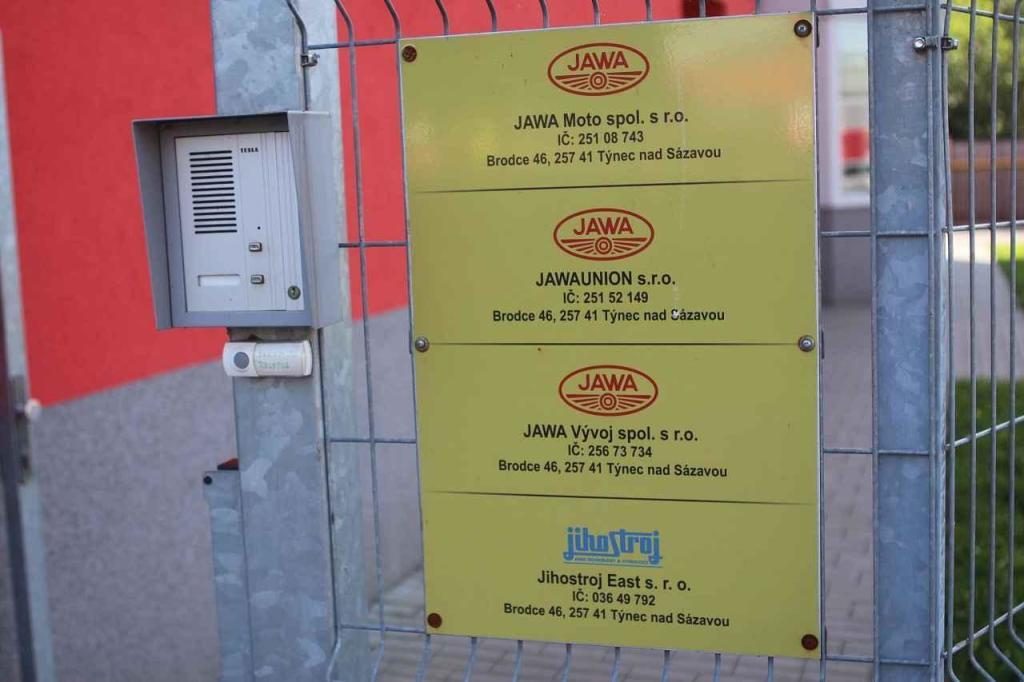 TESLA
JAWA
JAWA Moto spol. s r.o.
IČ: 251 08 743
Brodce 46, 257 41 Týnec nad Sázavou
JAWA
JAWAUNION s.r.o.
IČ: 251 52 149
Brodce 46, 257 41 Týnec nad Sázavou
JAWA
JAWA Vývoj spol. s r.o.
IČ: 256 73 734
Brodce 46, 257 41 Týnec nad Sázavou
jihostroj
Jihostroj East s. r. o.
IČ: 036 49 792
Brodce 46, 257 41 Týnec nad Sázavou